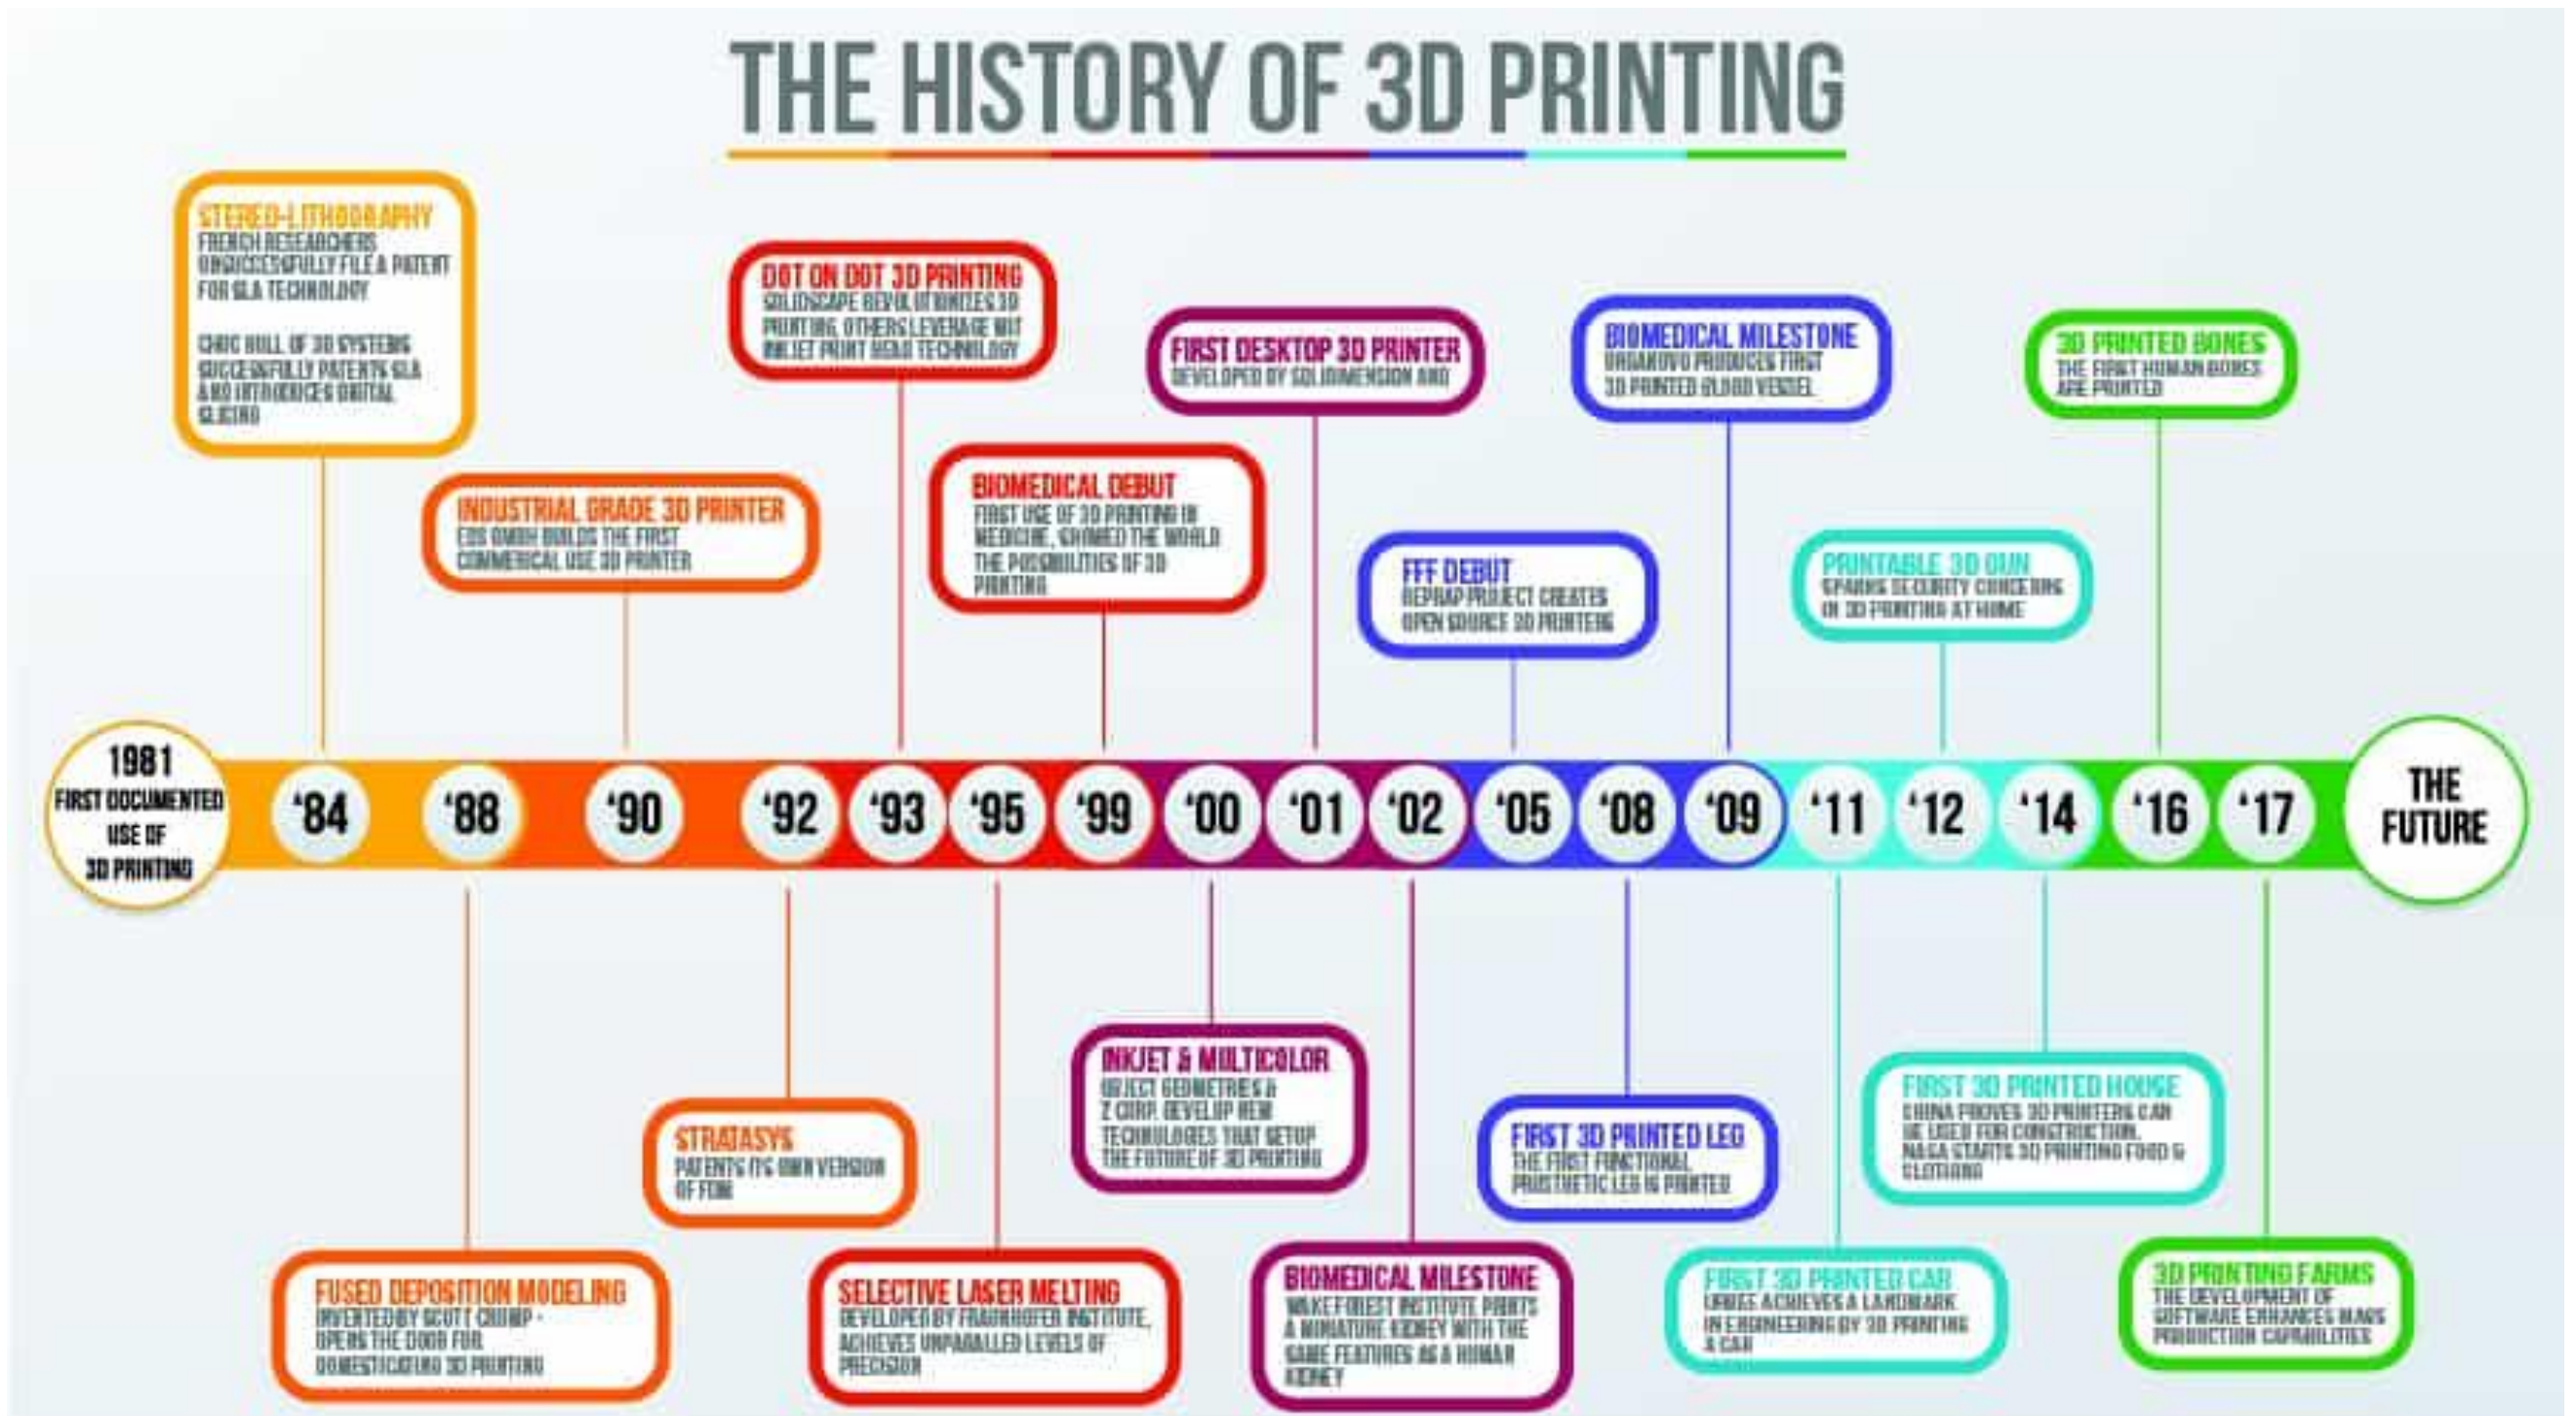 THE HISTORY OF 3D PRINTING
STEREO-LITHOGRAPHY
FRENCH RESEARCHERS
UNSUCCESSFULLY FILE A PATENT
FOR SLA TECHNOLOGY
CHUC HULL OF 3D SYSTEMS
SUCCESSFULLY PATENTS SLA
AND INTRODUCES DIGITAL
SLICING
INDUSTRIAL GRADE 3D PRINTER
EOS GMBH BUILDS THE FIRST
COMMERICAL USE 3D PRINTER
DOT ON DOT 3D PRINTING
SOLIDSCAPE REVOLUTIONIZES 3D
PRINTING, OTHERS LEVERAGE MIT
INKJET PRINT HEAD TECHNOLOGY
BIOMEDICAL DEBUT
FIRST USE OF 3D PRINTING IN
MEDICINE, SHOWED THE WORLD
THE POSSIBILITIES OF 3D
PRINTING
FIRST DESKTOP 3D PRINTER
DEVELOPED BY SOLIDIMENSION AND
FFF DEBUT
REPRAP PROJECT CREATES
OPEN SOURCE 3D PRINTERS
BIOMEDICAL MILESTONE
ORGANOVO PRODUCES FIRST
3D PRINTED BLOOD VESSEL
PRINTABLE 3D GUN
SPARKS SECURITY CONCERNS
IN 3D PRINTING AT HOME
3D PRINTED BONES
THE FIRST HUMAN BONES
ARE PRINTED
1981
FIRST DOCUMENTED
USE OF
3D PRINTING
‘84 ‘88 ‘90 ‘92 ‘93 ‘95 ‘99 ‘00 ‘01 ‘02 ‘05 ‘08 ‘09 ‘11 ‘12 ‘14 ‘16 ‘17
THE
FUTURE
FUSED DEPOSITION MODELING
INVENTED BY SCOTT CRUMP -
OPENS THE DOOR FOR
DOMESTICATING 3D PRINTING
STRATASYS
PATENTS ITS OWN VERSION
OF FDM
SELECTIVE LASER MELTING
DEVELOPED BY FRAUNHOFER INSTITUTE,
ACHIEVES UNPARALLED LEVELS OF
PRECISION
INKJET & MULTICOLOR
OBJECT GEOMETRIES &
Z CORP. DEVELOP NEW
TECHNOLOGIES THAT SETUP
THE FUTURE OF 3D PRINTING
BIOMEDICAL MILESTONE
WAKE FOREST INSTITUTE PRINTS
A MINIATURE KIDNEY WITH THE
SAME FEATURES AS A HUMAN
KIDNEY
FIRST 3D PRINTED LEG
THE FIRST FUNCTIONAL
PROSTHETIC LEG IS PRINTED
FIRST 3D PRINTED CAR
ACHIEVES A LANDMARK
IN ENGINEERING BY 3D PRINTING
A CAR
FIRST 3D PRINTED HOUSE
CHINA PROVES 3D PRINTERS CAN
BE USED FOR CONSTRUCTION.
NASA STARTS 3D PRINTING FOOD &
CLOTHING
3D PRINTING FARMS
THE DEVELOPMENT OF
SOFTWARE ENHANCES MASS
PRODUCTION CAPABILITIES